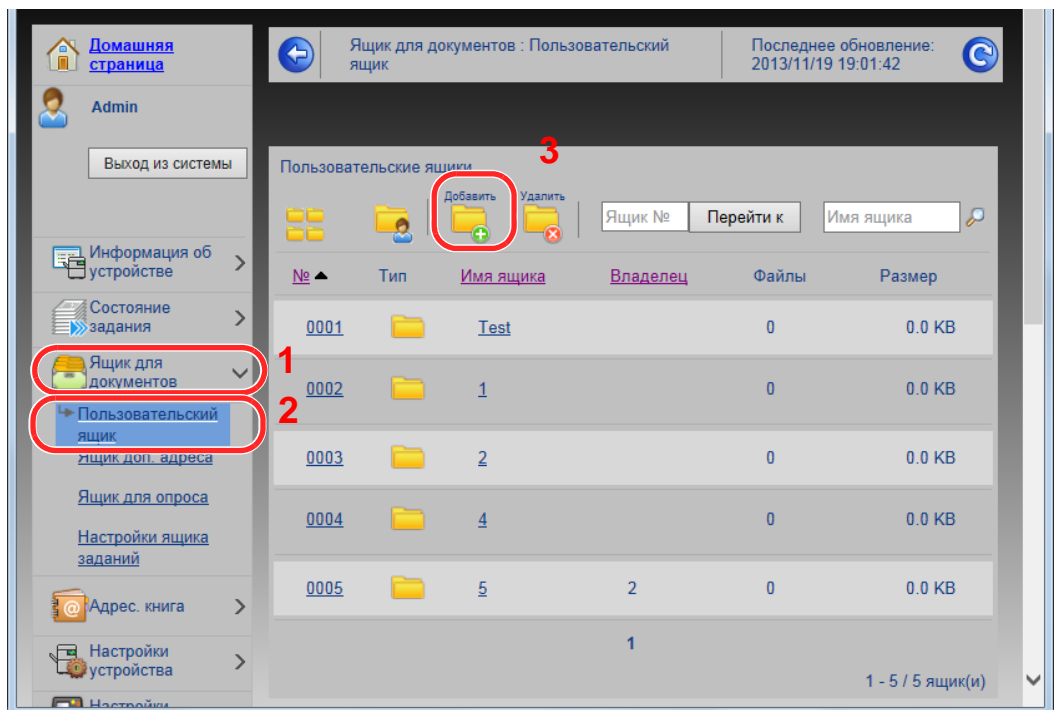 Домашняя
страница
Admin
Выход из системы
Информация об
устройстве
Состояние
задания
Ящик для
документов
1
Пользовательский
ящик
2
Ящик доп. адреса
Ящик для опроса
Настройки ящика
заданий
Адрес. книга
Настройки
устройства
Настройки
Ящик для документов : Пользовательский
ящик
Последнее обновление:
2013/11/19 19:01:42
Пользовательские ящики
3
Добавить Удалить
Ящик № Перейти к Имя ящика
№ Тип Имя ящика Владелец Файлы Размер
0001 Test 0 0.0 KB
0002 1 0 0.0 KB
0003 2 0 0.0 KB
0004 4 0 0.0 KB
0005 5 2 0 0.0 KB
1
1 - 5 / 5 ящик(и)